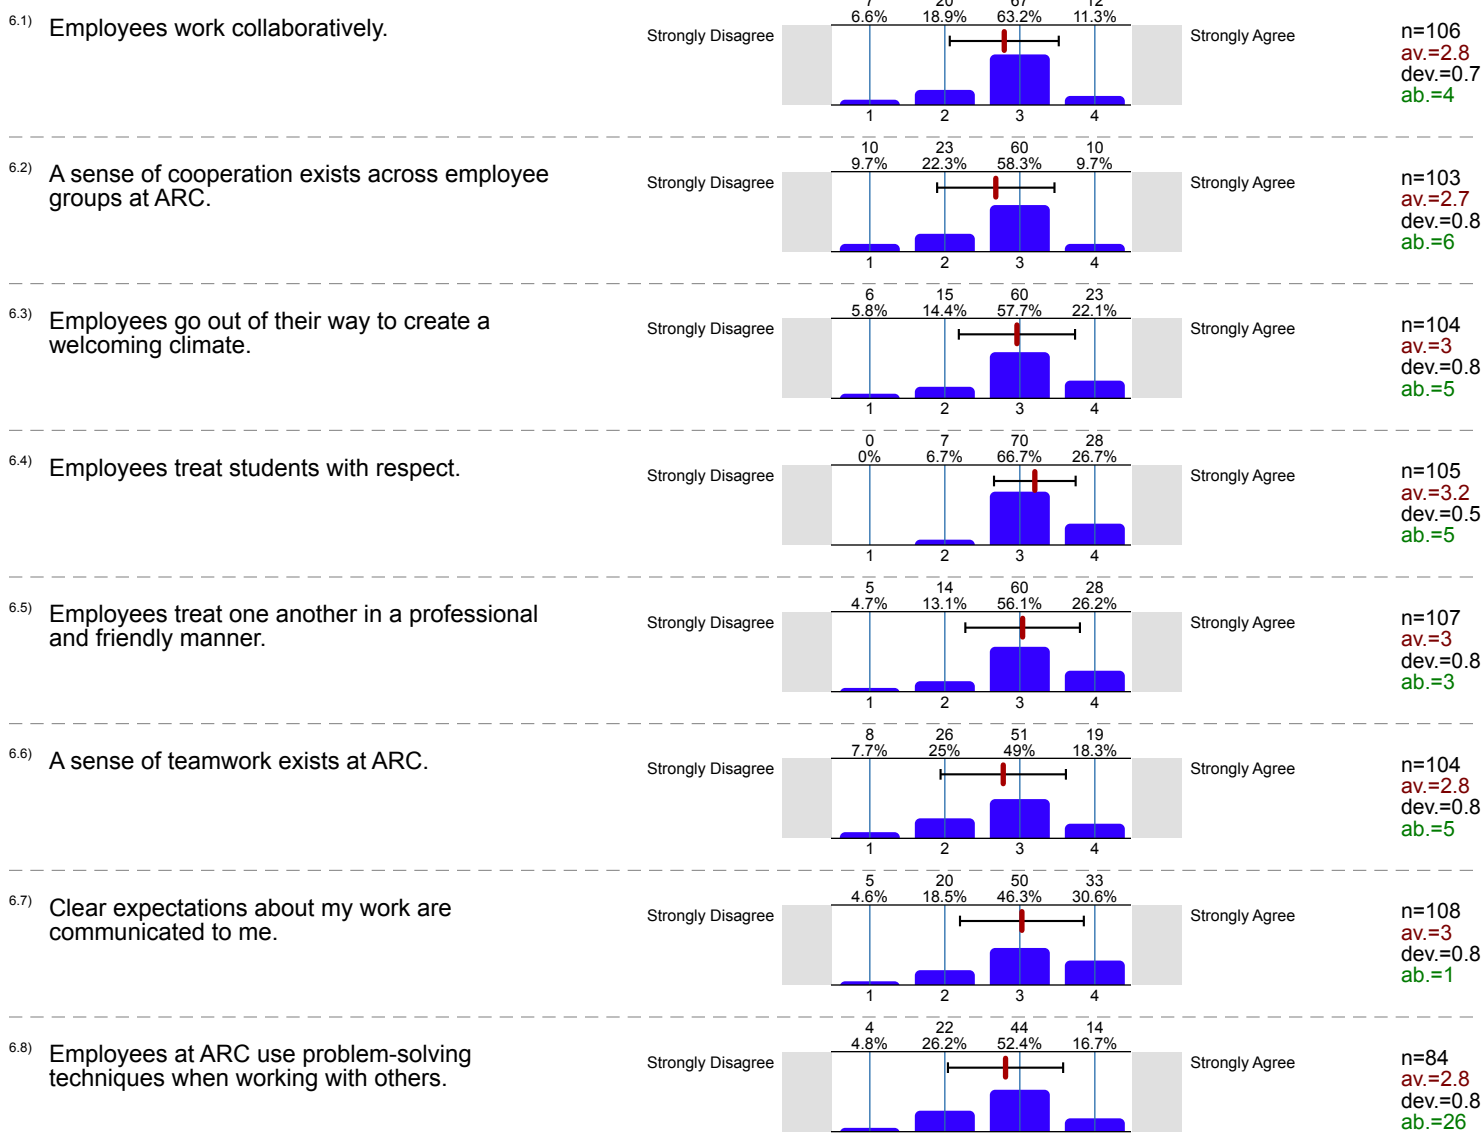 7 20 67 12
6.6% 18.9% 63.2% 11.3%
6.1) Employees work collaboratively.
Strongly Disagree
Strongly Agree
n=106
av.=2.8
dev.=0.7
ab.=4
1 2 3 4
10 23 60 10
9.7% 22.3% 58.3% 9.7%
6.2) A sense of cooperation exists across employee
groups at ARC.
Strongly Disagree
Strongly Agree
n=103
av.=2.7
dev.=0.8
ab.=6
1 2 3 4
6 15 60 23
5.8% 14.4% 57.7% 22.1%
6.3) Employees go out of their way to create a
welcoming climate.
Strongly Disagree
Strongly Agree
n=104
av.=3
dev.=0.8
ab.=5
1 2 3 4
0 7 70 28
0% 6.7% 66.7% 26.7%
6.4) Employees treat students with respect.
Strongly Disagree
Strongly Agree
n=105
av.=3.2
dev.=0.5
ab.=5
1 2 3 4
5 14 60 28
4.7% 13.1% 56.1% 26.2%
6.5) Employees treat one another in a professional
and friendly manner.
Strongly Disagree
Strongly Agree
n=107
av.=3
dev.=0.8
ab.=3
1 2 3 4
8 26 51 19
7.7% 25% 49% 18.3%
6.6) A sense of teamwork exists at ARC.
Strongly Disagree
Strongly Agree
n=104
av.=2.8
dev.=0.8
ab.=5
1 2 3 4
5 20 50 33
4.6% 18.5% 46.3% 30.6%
6.7) Clear expectations about my work are
communicated to me.
Strongly Disagree
Strongly Agree
n=108
av.=3
dev.=0.8
ab.=1
1 2 3 4
4 22 44 14
4.8% 26.2% 52.4% 16.7%
6.8) Employees at ARC use problem-solving
techniques when working with others.
Strongly Disagree
Strongly Agree
n=84
av.=2.8
dev.=0.8
ab.=26